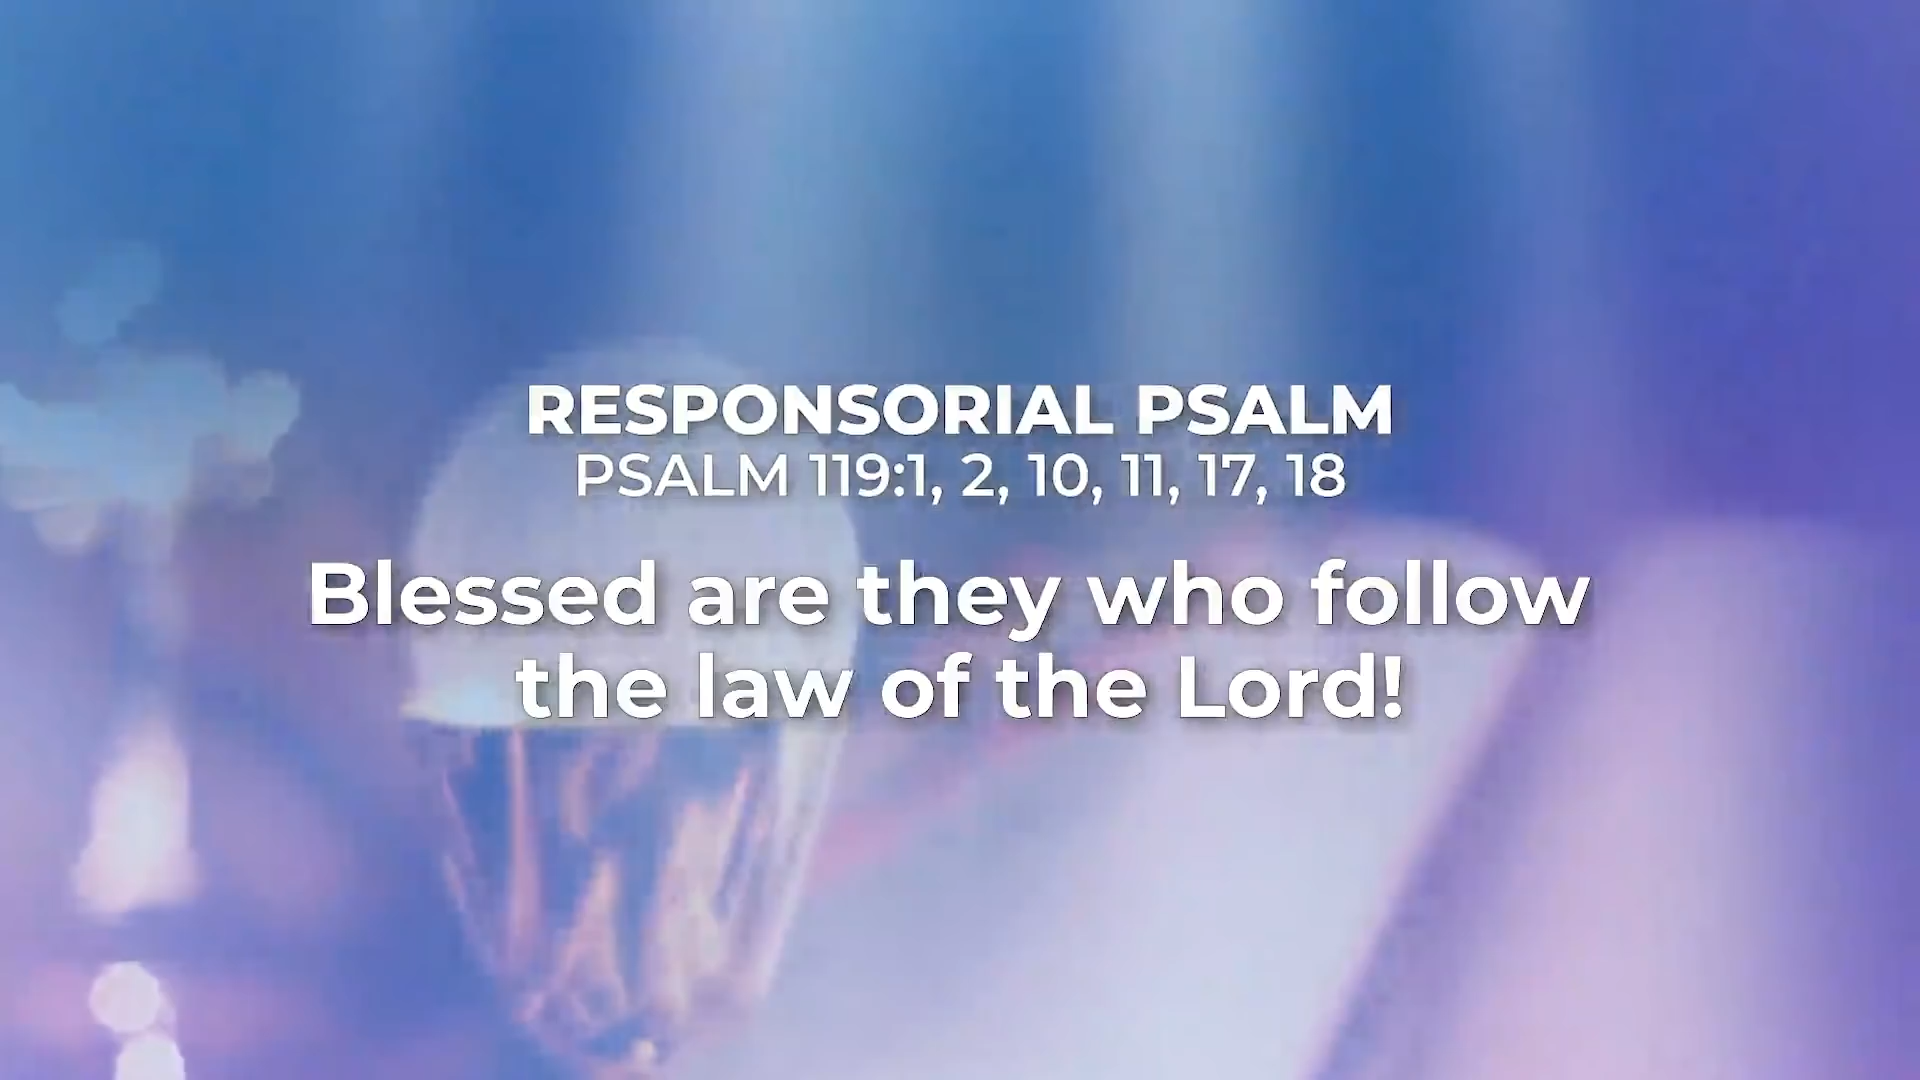 RESPONSORIAL PSALM
PSALM 119:1, 2, 10, 11, 17, 18
Blessed are they who follow
the law of the Lord!